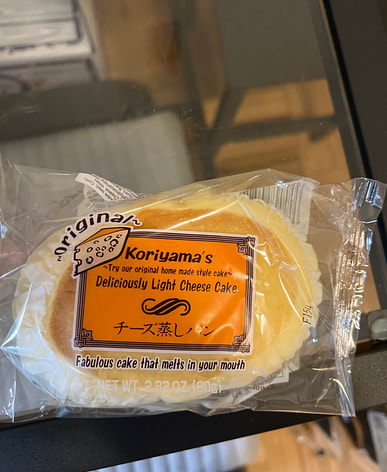 ~Original~
Koriyama's
~Try our original home made style cake~
Deliciously Light Cheese Cake
チーズ蒸しパン
Fabulous cake that melts in your mouth
NET WT. 2.82 OZ (80g)